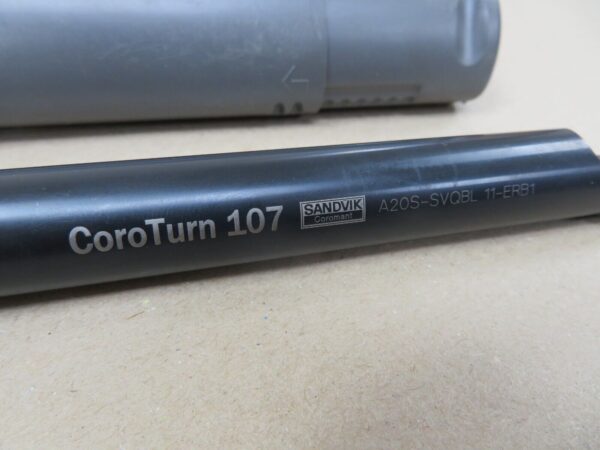 CoroTurn 107 SANDVIK Coromant A20S-SVQBL 11-ERB1